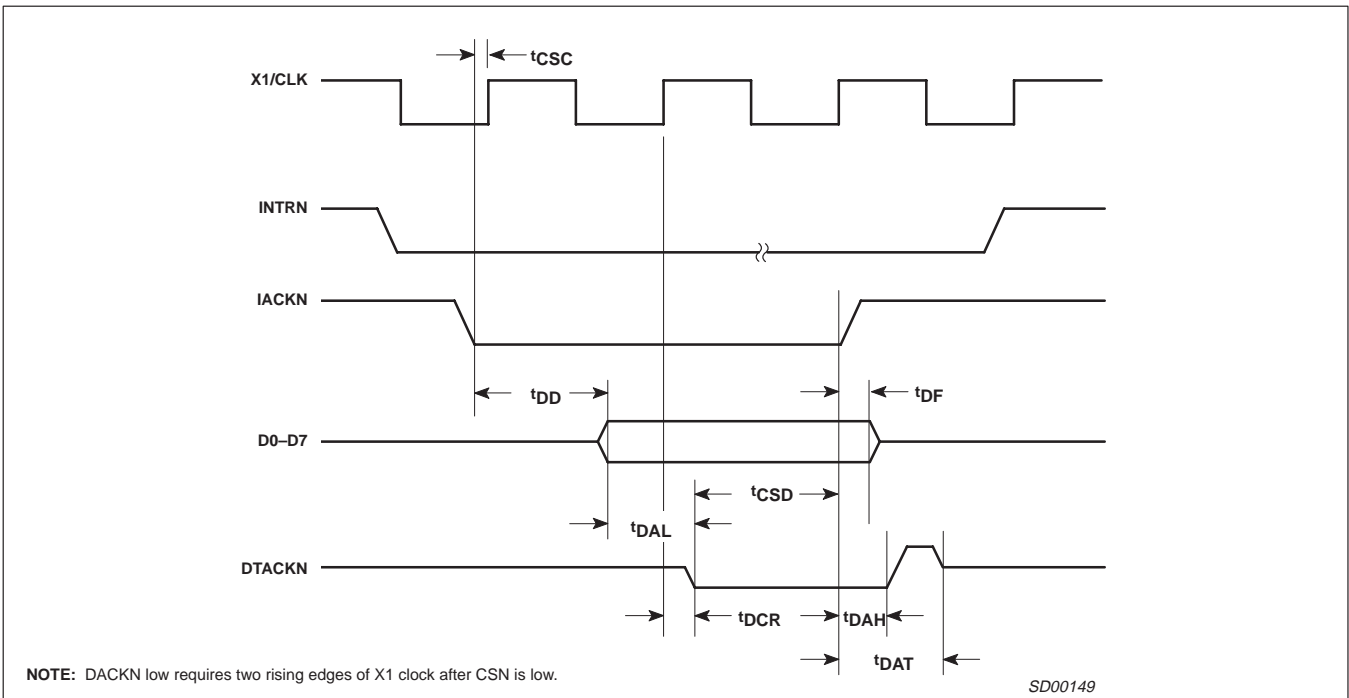 tCSC
X1/CLK
INTRN
IACKN
tDD
tDF
D0–D7
tCSD
tDAL
DTACKN
tDCR
tDAH
tDAT
NOTE: DACKN low requires two rising edges of X1 clock after CSN is low.
SD00149